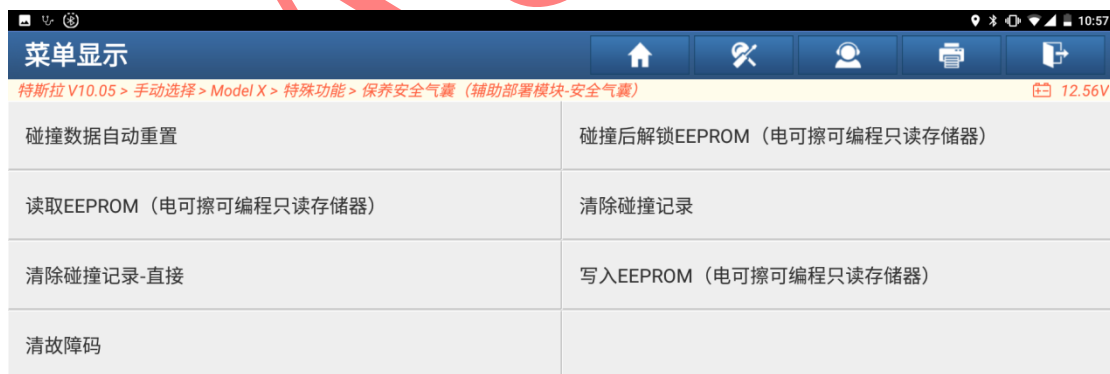 10:57
菜单显示
特斯拉 V10.05 > 手动选择 > Model X > 特殊功能 > 保养安全气囊（辅助部署模块-安全气囊）
12.56V
碰撞数据自动重置
碰撞后解锁EEPROM（电可擦可编程只读存储器）
读取EEPROM（电可擦可编程只读存储器）
清除碰撞记录
清除碰撞记录-直接
写入EEPROM（电可擦可编程只读存储器）
清故障码